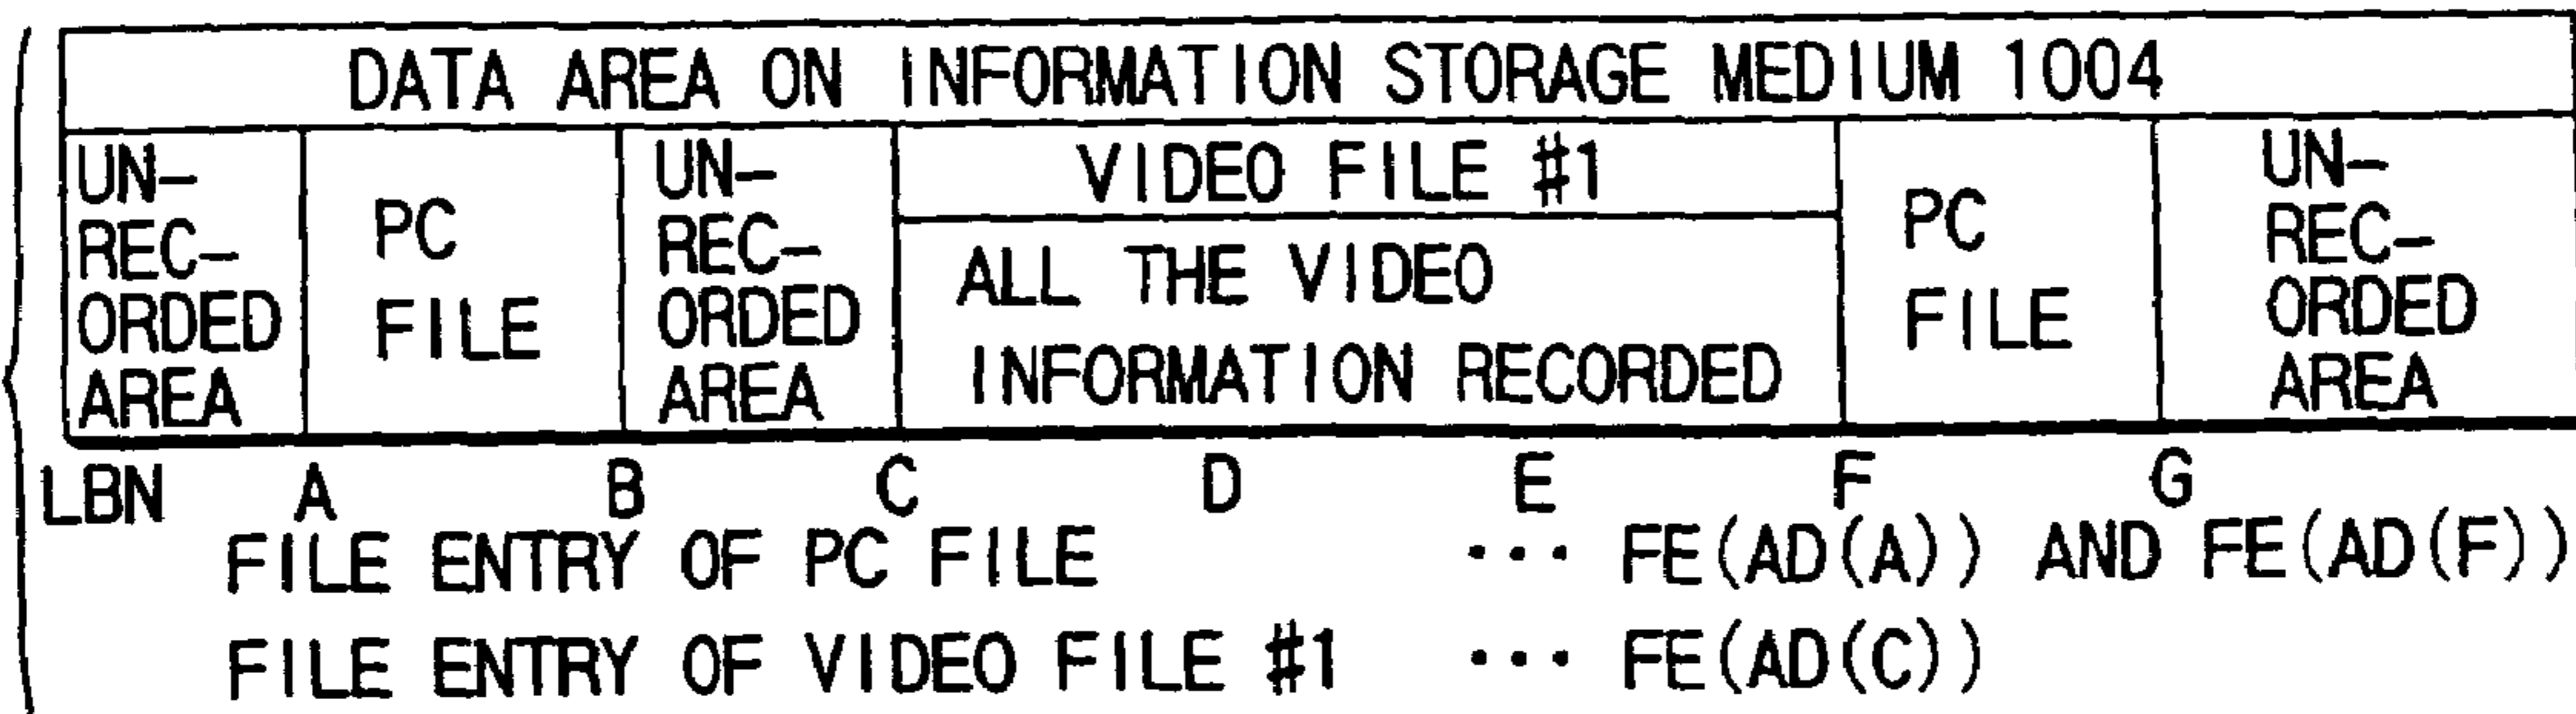 DATA AREA ON INFORMATION STORAGE MEDIUM 1004
UN-
REC-
ORDED
AREA
PC
FILE
UN-
REC-
ORDED
AREA
VIDEO FILE #1
ALL THE VIDEO
INFORMATION RECORDED
PC
FILE
UN-
REC-
ORDED
AREA
LBN A B C D E F G
FILE ENTRY OF PC FILE ... FE(AD(A)) AND FE(AD(F))
FILE ENTRY OF VIDEO FILE #1 ... FE(AD(C))